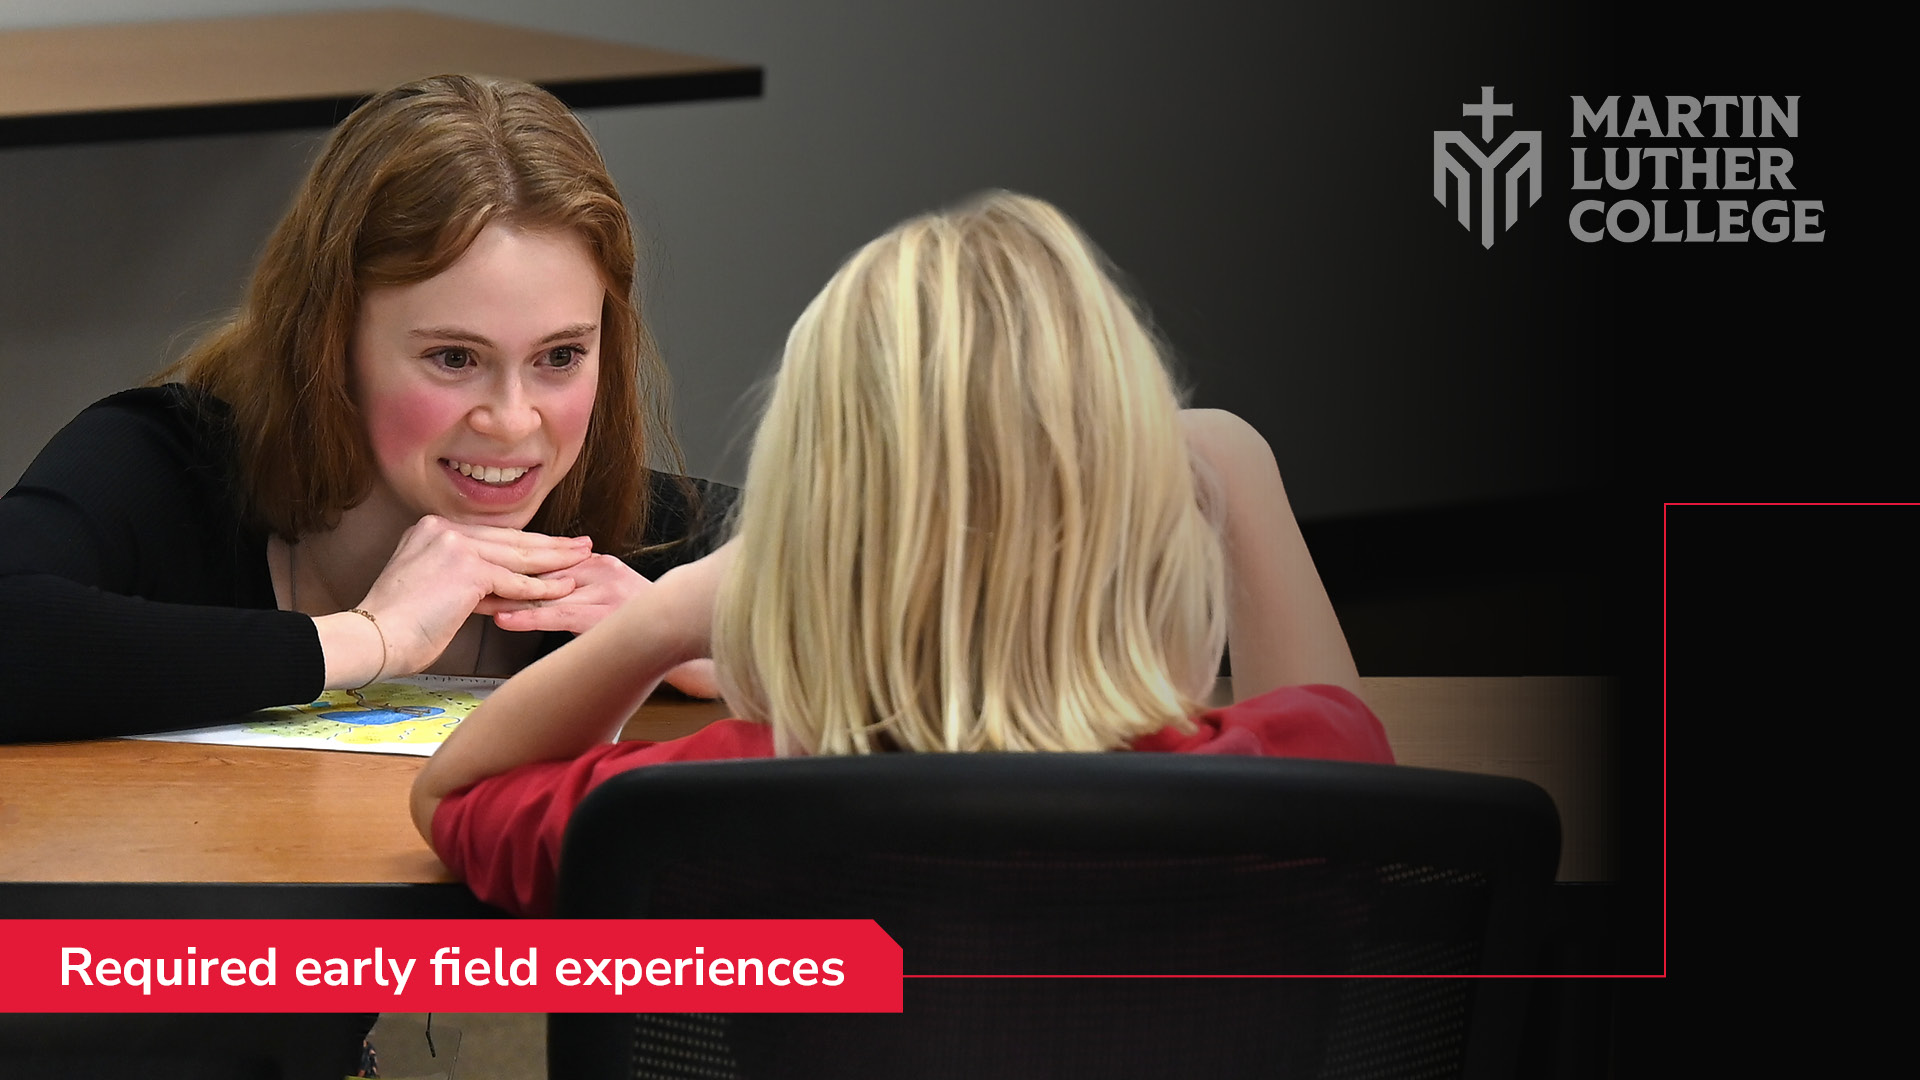 MARTIN
LUTHER
COLLEGE
Required early field experiences